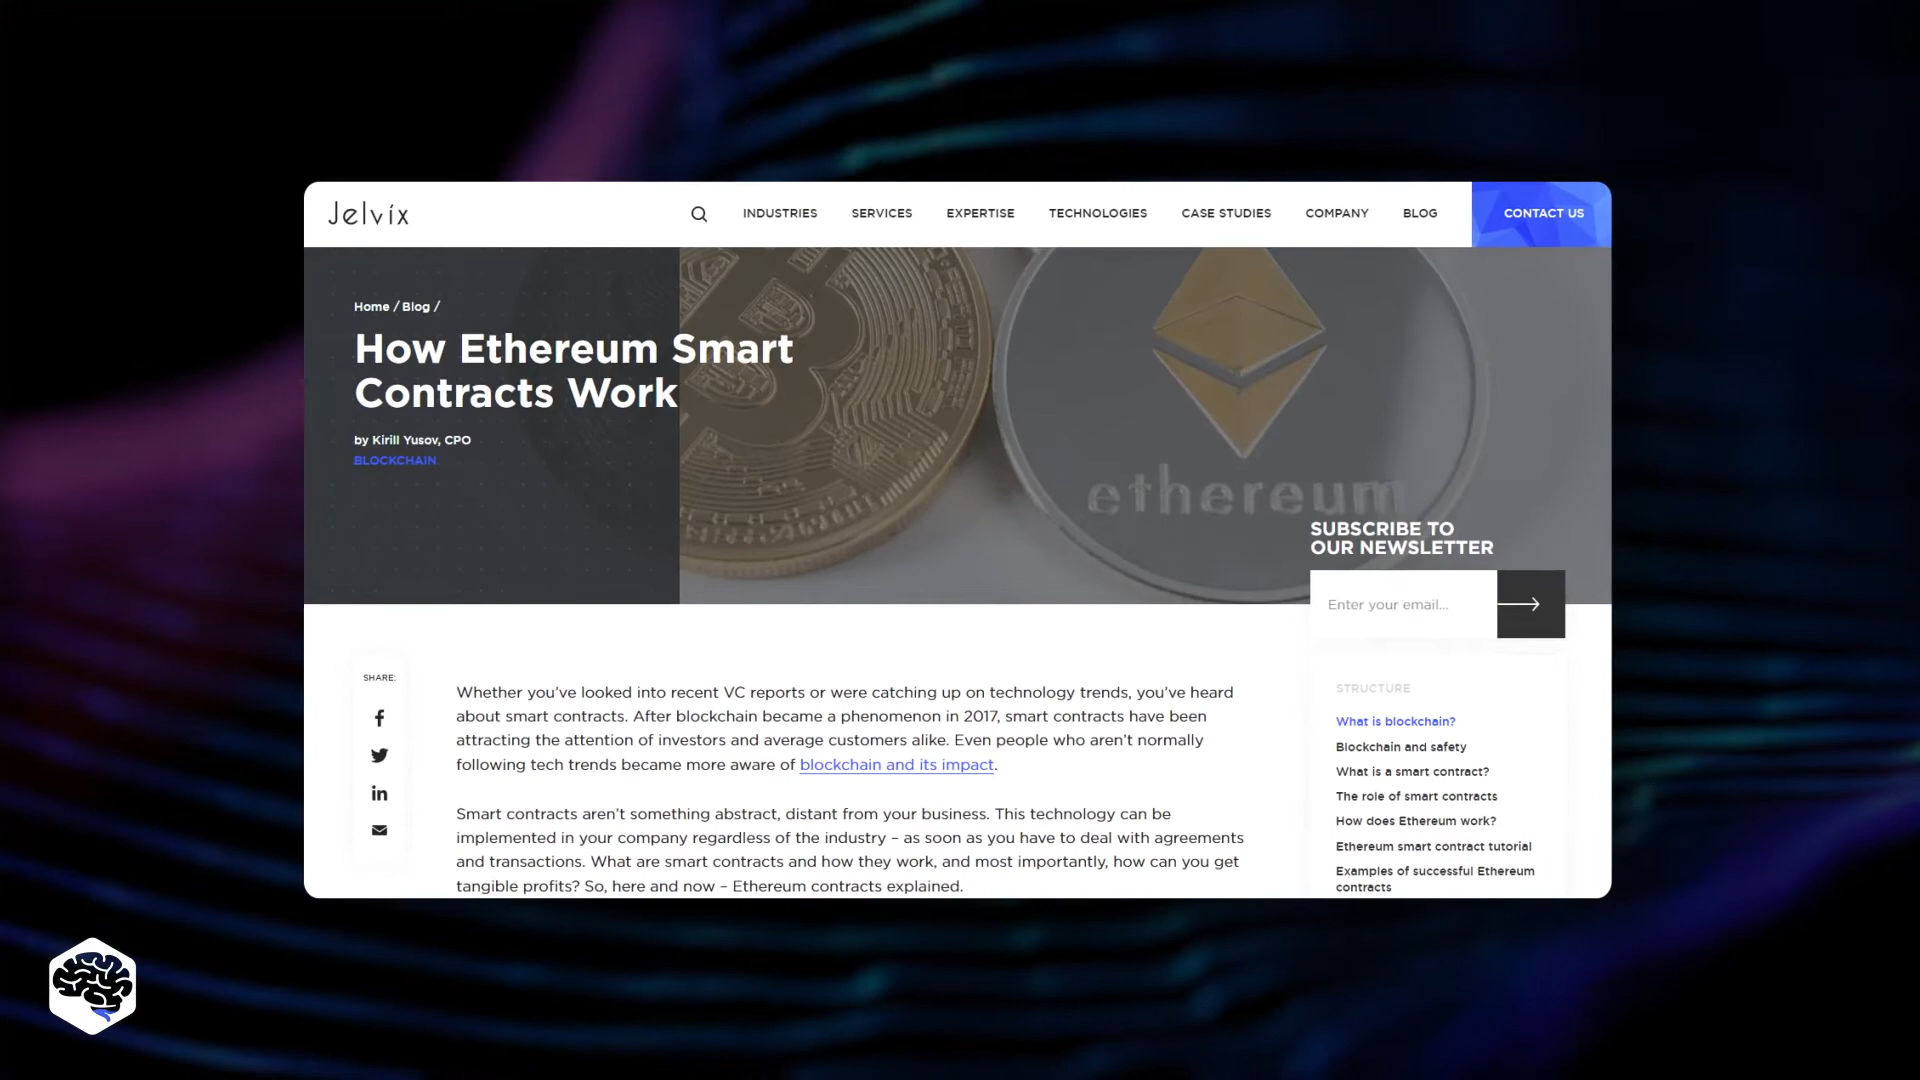 Jelvix
INDUSTRIES SERVICES EXPERTISE TECHNOLOGIES CASE STUDIES COMPANY BLOG CONTACT US
Home / Blog /
How Ethereum Smart
Contracts Work
by Kirill Yusov, CPO
BLOCKCHAIN.
ethereum
SUBSCRIBE TO
OUR NEWSLETTER
Enter your email...
SHARE:
Whether you’ve looked into recent VC reports or were catching up on technology trends, you’ve heard
about smart contracts. After blockchain became a phenomenon in 2017, smart contracts have been
attracting the attention of investors and average customers alike. Even people who aren’t normally
following tech trends became more aware of blockchain and its impact.
Smart contracts aren’t something abstract, distant from your business. This technology can be
implemented in your company regardless of the industry – as soon as you have to deal with agreements
and transactions. What are smart contracts and how they work, and most importantly, how can you get
tangible profits? So, here and now – Ethereum contracts explained.
STRUCTURE
What is blockchain?
Blockchain and safety
What is a smart contract?
The role of smart contracts
How does Ethereum work?
Ethereum smart contract tutorial
Examples of successful Ethereum
contracts